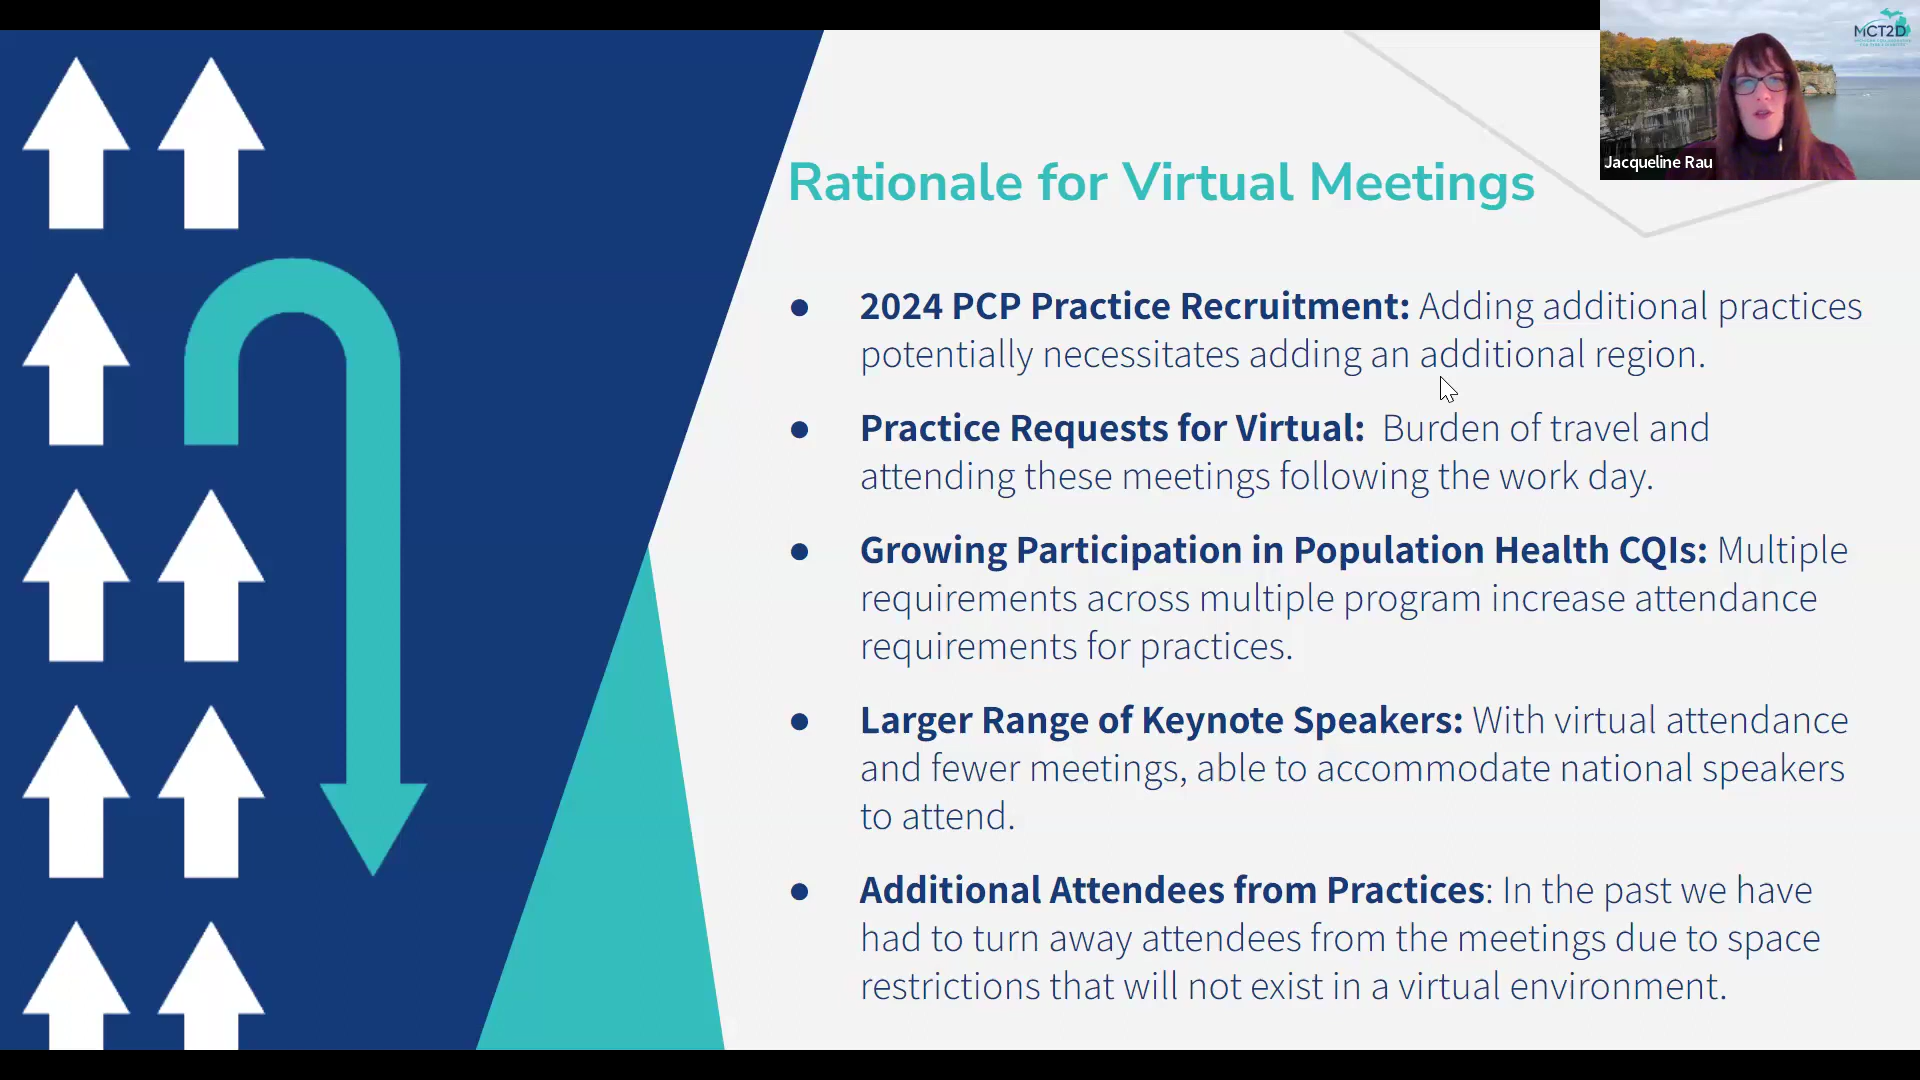 MCT2D
Jacqueline Rau
Rationale for Virtual Meetings
● 2024 PCP Practice Recruitment: Adding additional practices
potentially necessitates adding an additional region.
● Practice Requests for Virtual: Burden of travel and
attending these meetings following the work day.
● Growing Participation in Population Health CQIs: Multiple
requirements across multiple program increase attendance
requirements for practices.
● Larger Range of Keynote Speakers: With virtual attendance
and fewer meetings, able to accommodate national speakers
to attend.
● Additional Attendees from Practices: In the past we have
had to turn away attendees from the meetings due to space
restrictions that will not exist in a virtual environment.